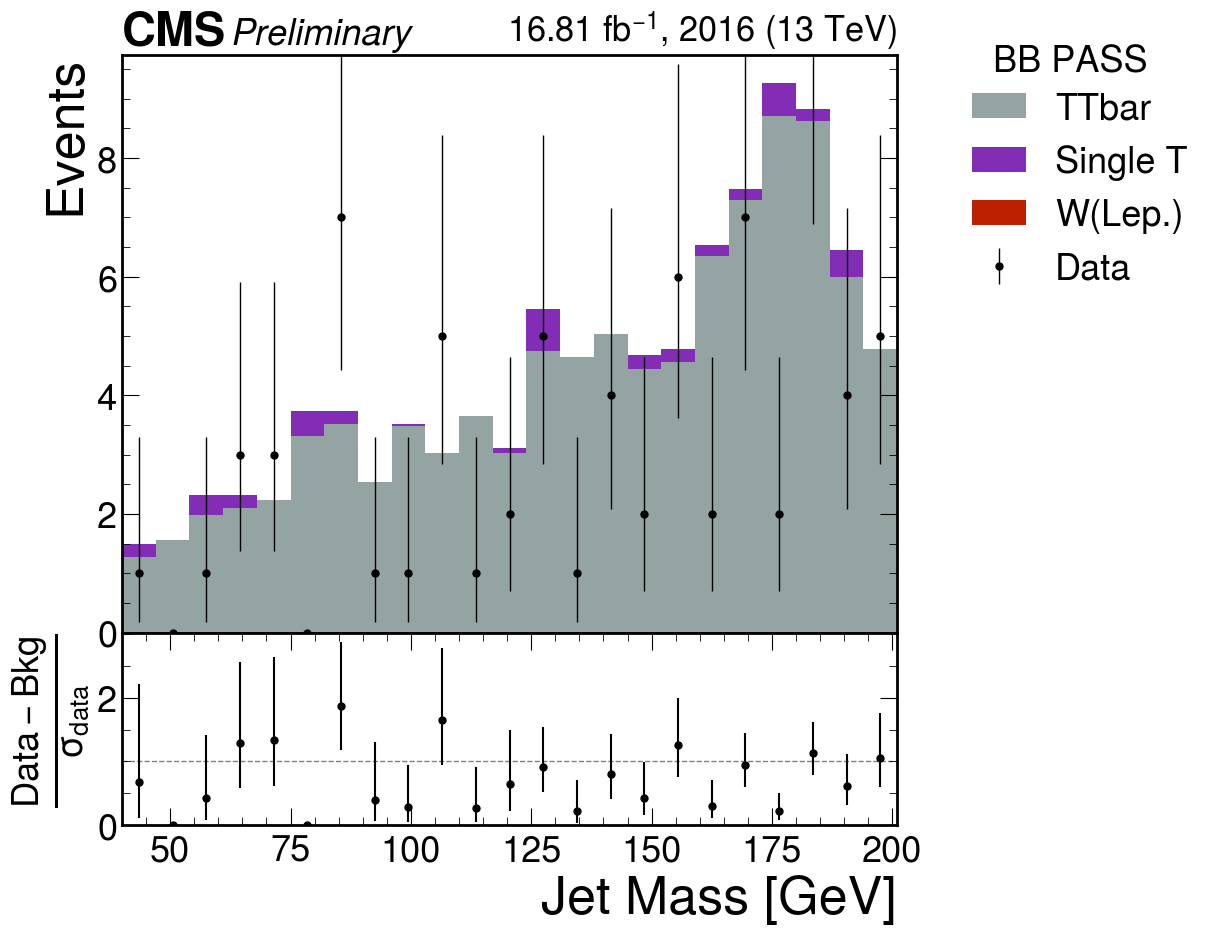 CMS Preliminary 16.81 fb⁻¹, 2016 (13 TeV)
Events
8
6
4
2
0
BB PASS
TTbar
Single T
W(Lep.)
Data
Data − Bkg
σdata
2
0
50 75 100 125 150 175 200
Jet Mass [GeV]